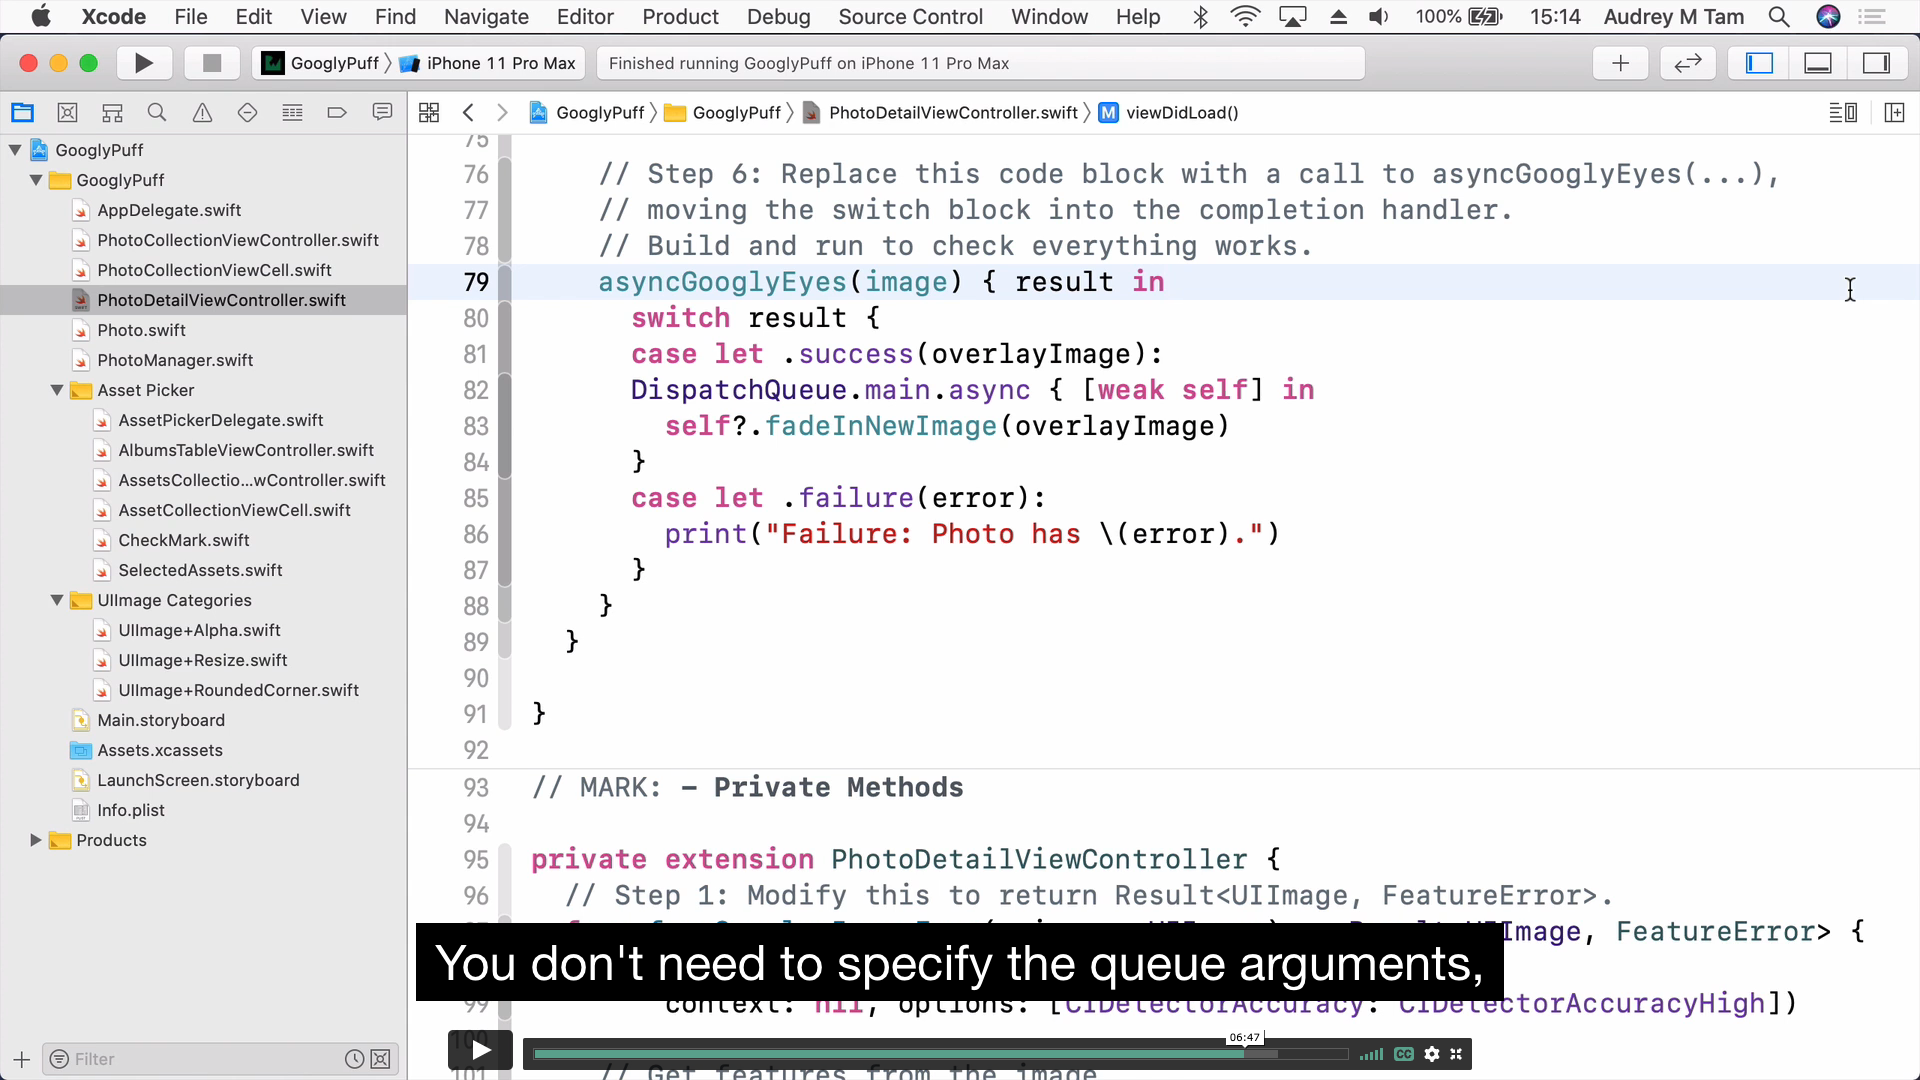 Xcode File Edit View Find Navigate Editor Product Debug Source Control Window Help 100% 15:14 Audrey M Tam
GooglyPuff iPhone 11 Pro Max Finished running GooglyPuff on iPhone 11 Pro Max
GooglyPuff GooglyPuff PhotoDetailViewController.swift M viewDidLoad()
GooglyPuff
GooglyPuff
AppDelegate.swift
PhotoCollectionViewController.swift
PhotoCollectionViewCell.swift
PhotoDetailViewController.swift
Photo.swift
PhotoManager.swift
Asset Picker
AssetPickerDelegate.swift
AlbumsTableViewController.swift
AssetsCollectio...wController.swift
AssetCollectionViewCell.swift
CheckMark.swift
SelectedAssets.swift
UIImage Categories
UIImage+Alpha.swift
UIImage+Resize.swift
UIImage+RoundedCorner.swift
Main.storyboard
Assets.xcassets
LaunchScreen.storyboard
Info.plist
Products
Filter
75
76 // Step 6: Replace this code block with a call to asyncGooglyEyes(...),
77 // moving the switch block into the completion handler.
78 // Build and run to check everything works.
79 asyncGooglyEyes(image) { result in
80 switch result {
81 case let .success(overlayImage):
82 DispatchQueue.main.async { [weak self] in
83 self?.fadeInNewImage(overlayImage)
84 }
85 case let .failure(error):
86 print("Failure: Photo has \(error).")
87 }
88 }
89 }
90
91 }
92
93 // MARK: - Private Methods
94
95 private extension PhotoDetailViewController {
96 // Step 1: Modify this to return Result<UIImage, FeatureError>.
Image, FeatureError> {
You don't need to specify the queue arguments,
99 context: nil, options: [CIDetectorAccuracy: CIDetectorAccuracyHigh])
100
06:47
CC
101 // Get features from the image